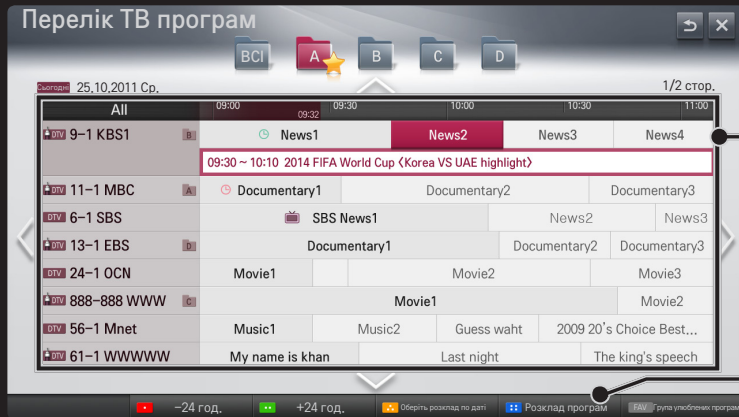 Перелік ТВ програм
ВСІ A B C D
Сьогодні 25.10.2011 Ср. 1/2 стор.
All 09:00 09:32 09:30 10:00 10:30 11:00
DTV 9-1 KBS1 B News1 News2 News3 News4
09:30 ~ 10:10 2014 FIFA World Cup <Korea VS UAE highlight>
DTV 11-1 MBC A Documentary1 Documentary2 Documentary3
DTV 6-1 SBS SBS News1 News2 News3
DTV 13-1 EBS D Documentary1 Documentary2 Documentary3
DTV 24-1 OCN Movie1 Movie2 Movie3
DTV 888-888 WWW C Movie1 Movie2
DTV 56-1 Mnet Music1 Music2 Guess waht 2009 20's Choice Best...
DTV 61-1 WWWWW My name is khan Last night The king's speech
-24 год. +24 год. Оберіть розклад по даті Розклад програм FAV Група улюблених програм